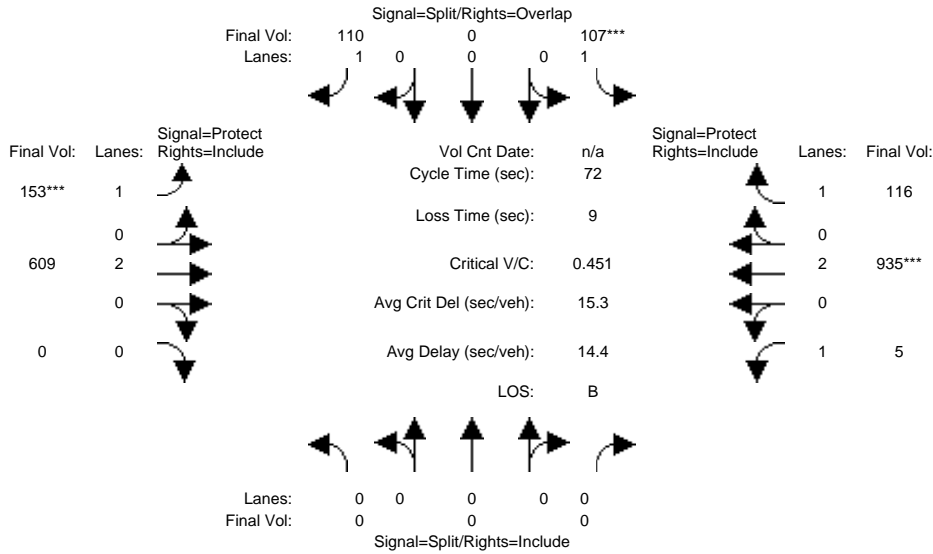 Signal=Split/Rights=Overlap
Final Vol: 110 0 107***
Lanes: 1 0 0 0 1
Signal=Protect
Final Vol: Lanes: Rights=Include
Vol Cnt Date: n/a
Signal=Protect
Rights=Include Lanes: Final Vol:
Cycle Time (sec): 72
153*** 1
1 116
Loss Time (sec): 9
0
0
609 2
Critical V/C: 0.451
2 935***
0
Avg Crit Del (sec/veh): 15.3
0
0 0
Avg Delay (sec/veh): 14.4
1 5
LOS: B
Lanes: 0 0 0 0 0
Final Vol: 0 0 0
Signal=Split/Rights=Include